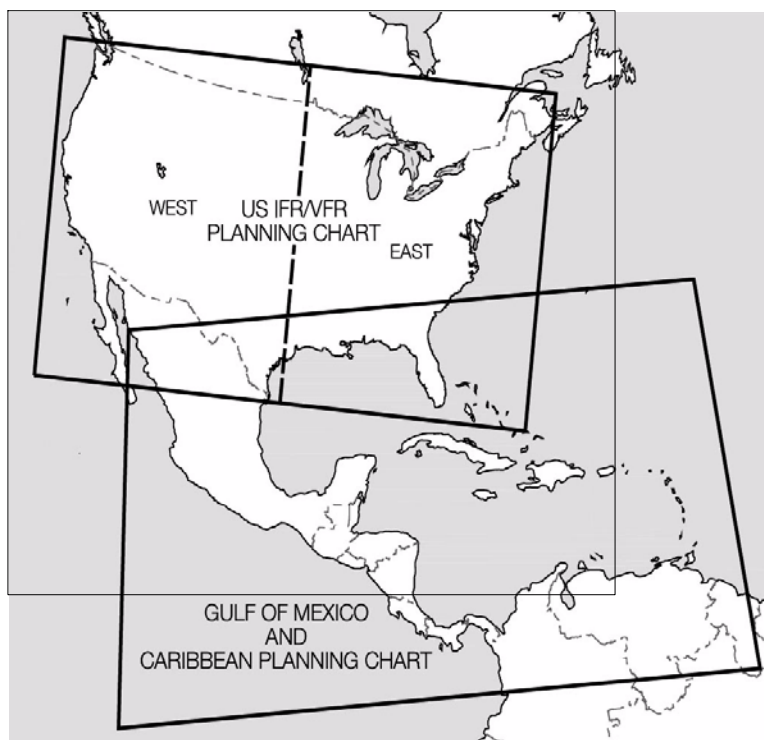 WEST
US IFR/VFR
PLANNING CHART
EAST
GULF OF MEXICO
AND
CARIBBEAN PLANNING CHART